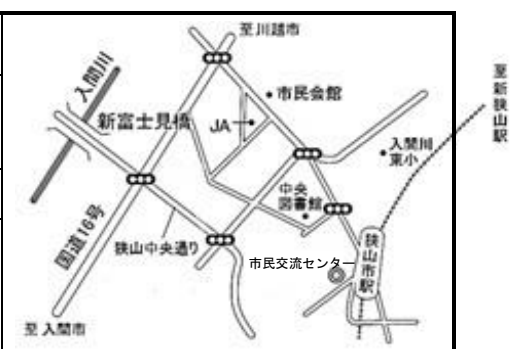 至川越市
入間川
・市民会館
新富士見橋
JA・
至新狭山駅
・入間川
東小
中央
図書館
国道16号
狭山中央通り
市民交流センター
狭山市駅
至入間市